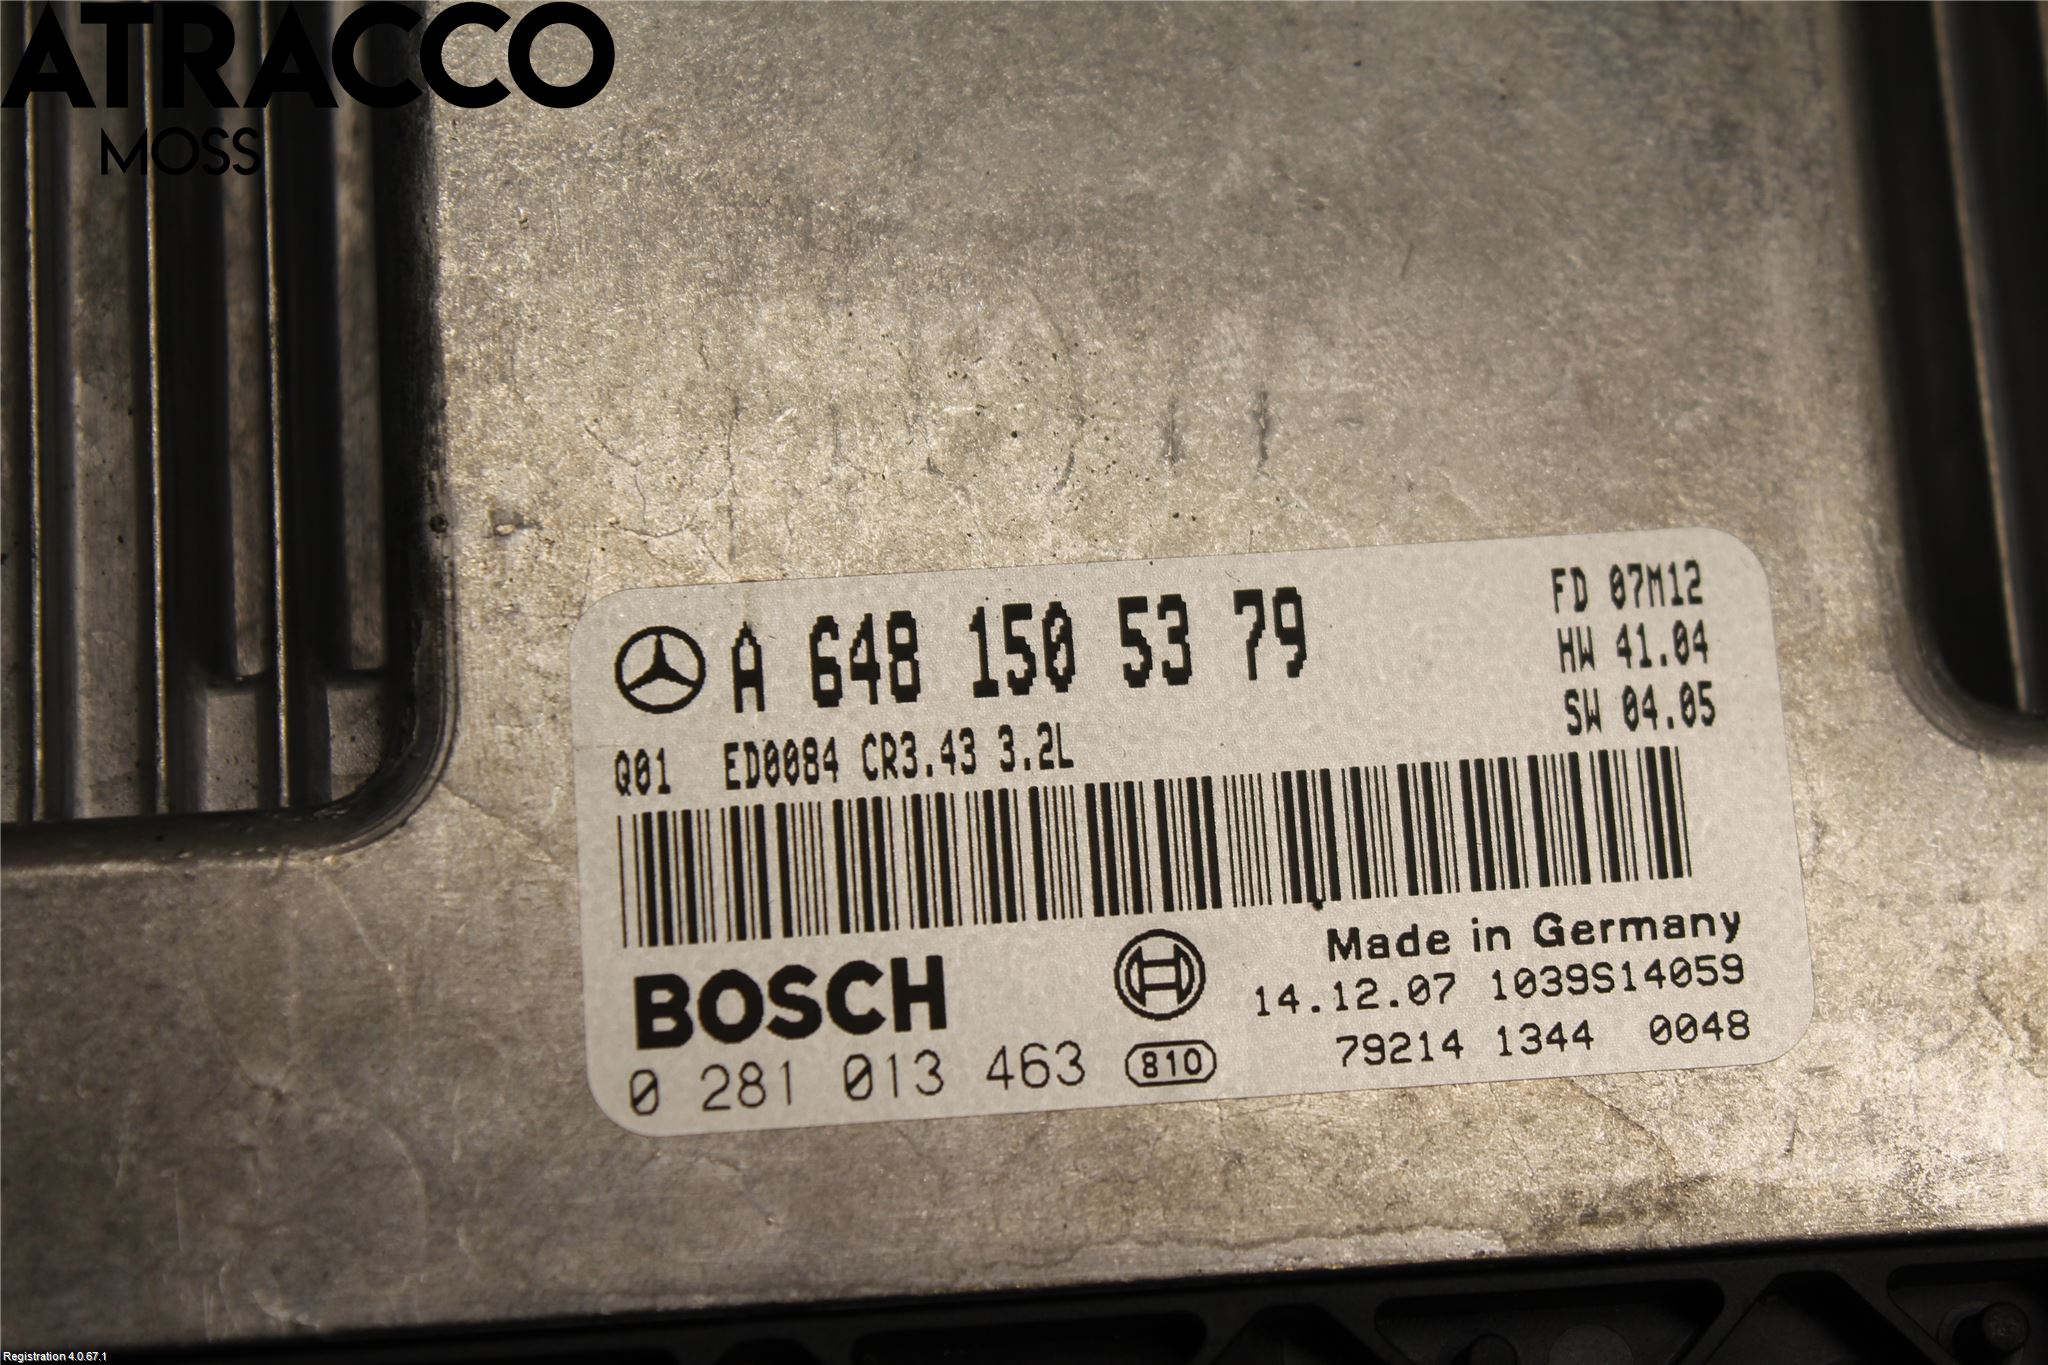 ATRACCO
MOSS
A 648 150 53 79
FD 07M12
HW 41.04
SW 04.05
Q01 ED0084 CR3.43 3.2L
BOSCH
Made in Germany
14.12.07 1039S14059
0 281 013 463 810
79214 1344 0048
Registration 4.0.67.1